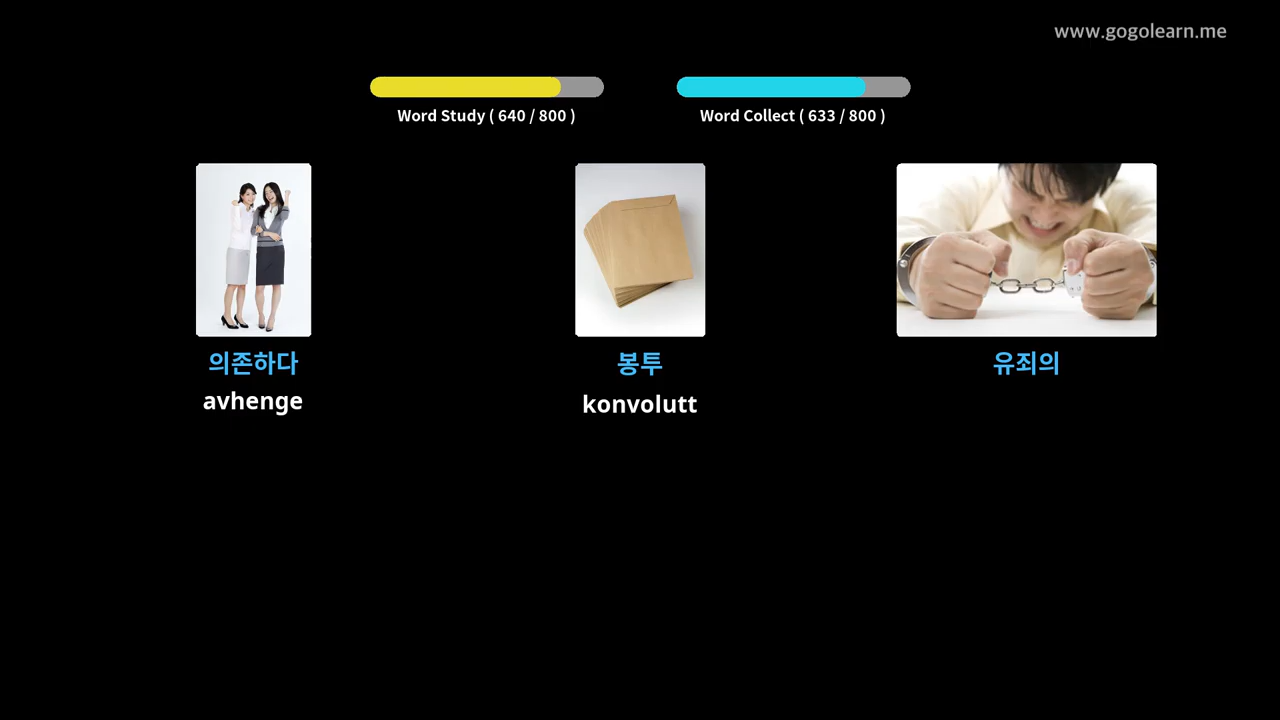 www.gogolearn.me
Word Study ( 640 / 800 )
Word Collect ( 633 / 800 )
의존하다
봉투
유죄의
avhenge
konvolutt